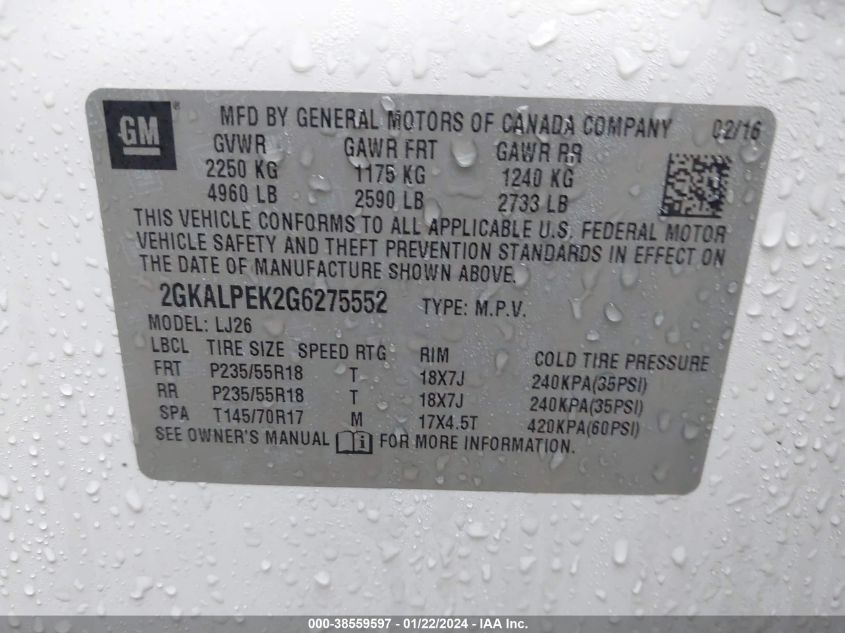 GM ® MFD BY GENERAL MOTORS OF CANADA COMPANY 02/16
GVWR GAWR FRT GAWR RR
2250 KG 1175 KG 1240 KG
4960 LB 2590 LB 2733 LB
THIS VEHICLE CONFORMS TO ALL APPLICABLE U.S. FEDERAL MOTOR
VEHICLE SAFETY AND THEFT PREVENTION STANDARDS IN EFFECT ON
THE DATE OF MANUFACTURE SHOWN ABOVE.
2GKALPEK2G6275552 TYPE: M.P.V.
MODEL: LJ26
LBCL TIRE SIZE SPEED RTG RIM COLD TIRE PRESSURE
FRT P235/55R18 T 18X7J 240KPA(35PSI)
RR P235/55R18 T 18X7J 240KPA(35PSI)
SPA T145/70R17 M 17X4.5T 420KPA(60PSI)
SEE OWNER'S MANUAL i FOR MORE INFORMATION.
000-38559597 - 01/22/2024 - IAA Inc.